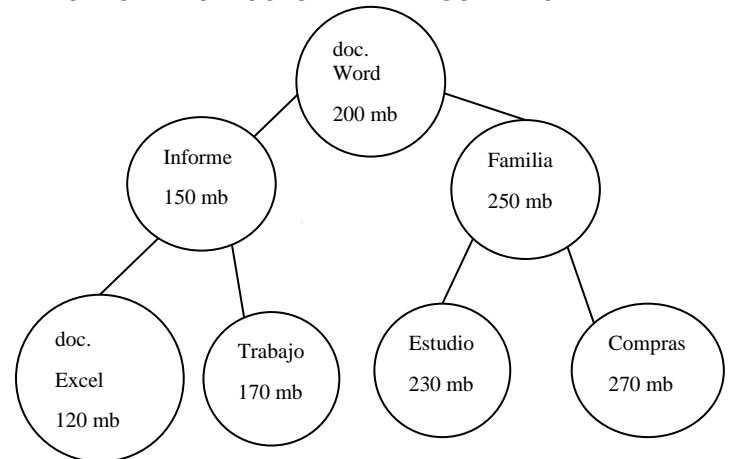 doc.
Word
200 mb
Informe
150 mb
Familia
250 mb
doc.
Excel
120 mb
Trabajo
170 mb
Estudio
230 mb
Compras
270 mb